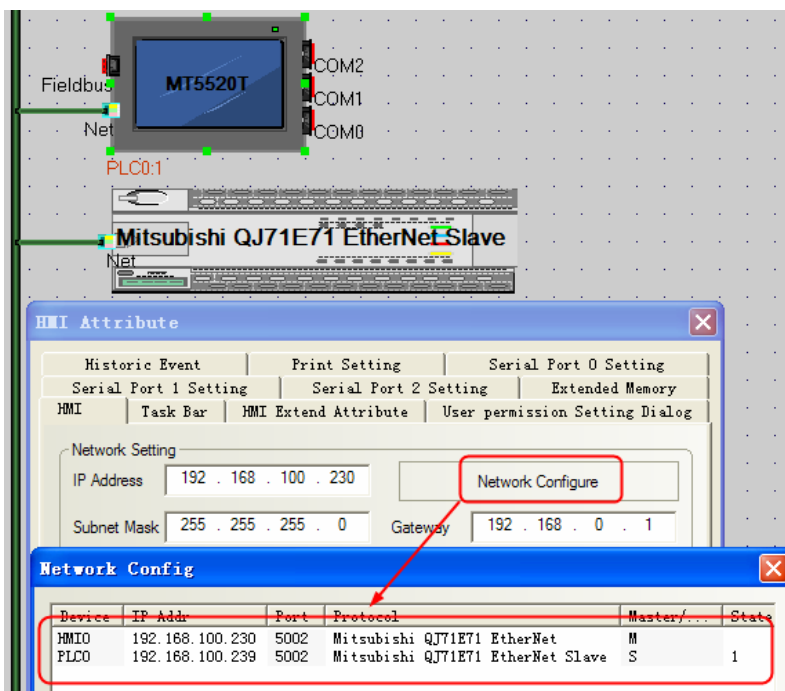 COM2
Fieldbus
MT5520T
COM1
Net
COM0
PLC0:1
Mitsubishi QJ71E71 EtherNet Slave
Net
HMI Attribute
Historic Event Print Setting Serial Port 0 Setting
Serial Port 1 Setting Serial Port 2 Setting Extended Memory
HMI Task Bar HMI Extend Attribute User permission Setting Dialog
Network Setting
IP Address 192 . 168 . 100 . 230 Network Configure
Subnet Mask 255 . 255 . 255 . 0 Gateway 192 . 168 . 0 . 1
Network Config
Device IP Addr Port Protocol Master/... State
HMI0 192.168.100.230 5002 Mitsubishi QJ71E71 EtherNet M
PLC0 192.168.100.239 5002 Mitsubishi QJ71E71 EtherNet Slave S 1